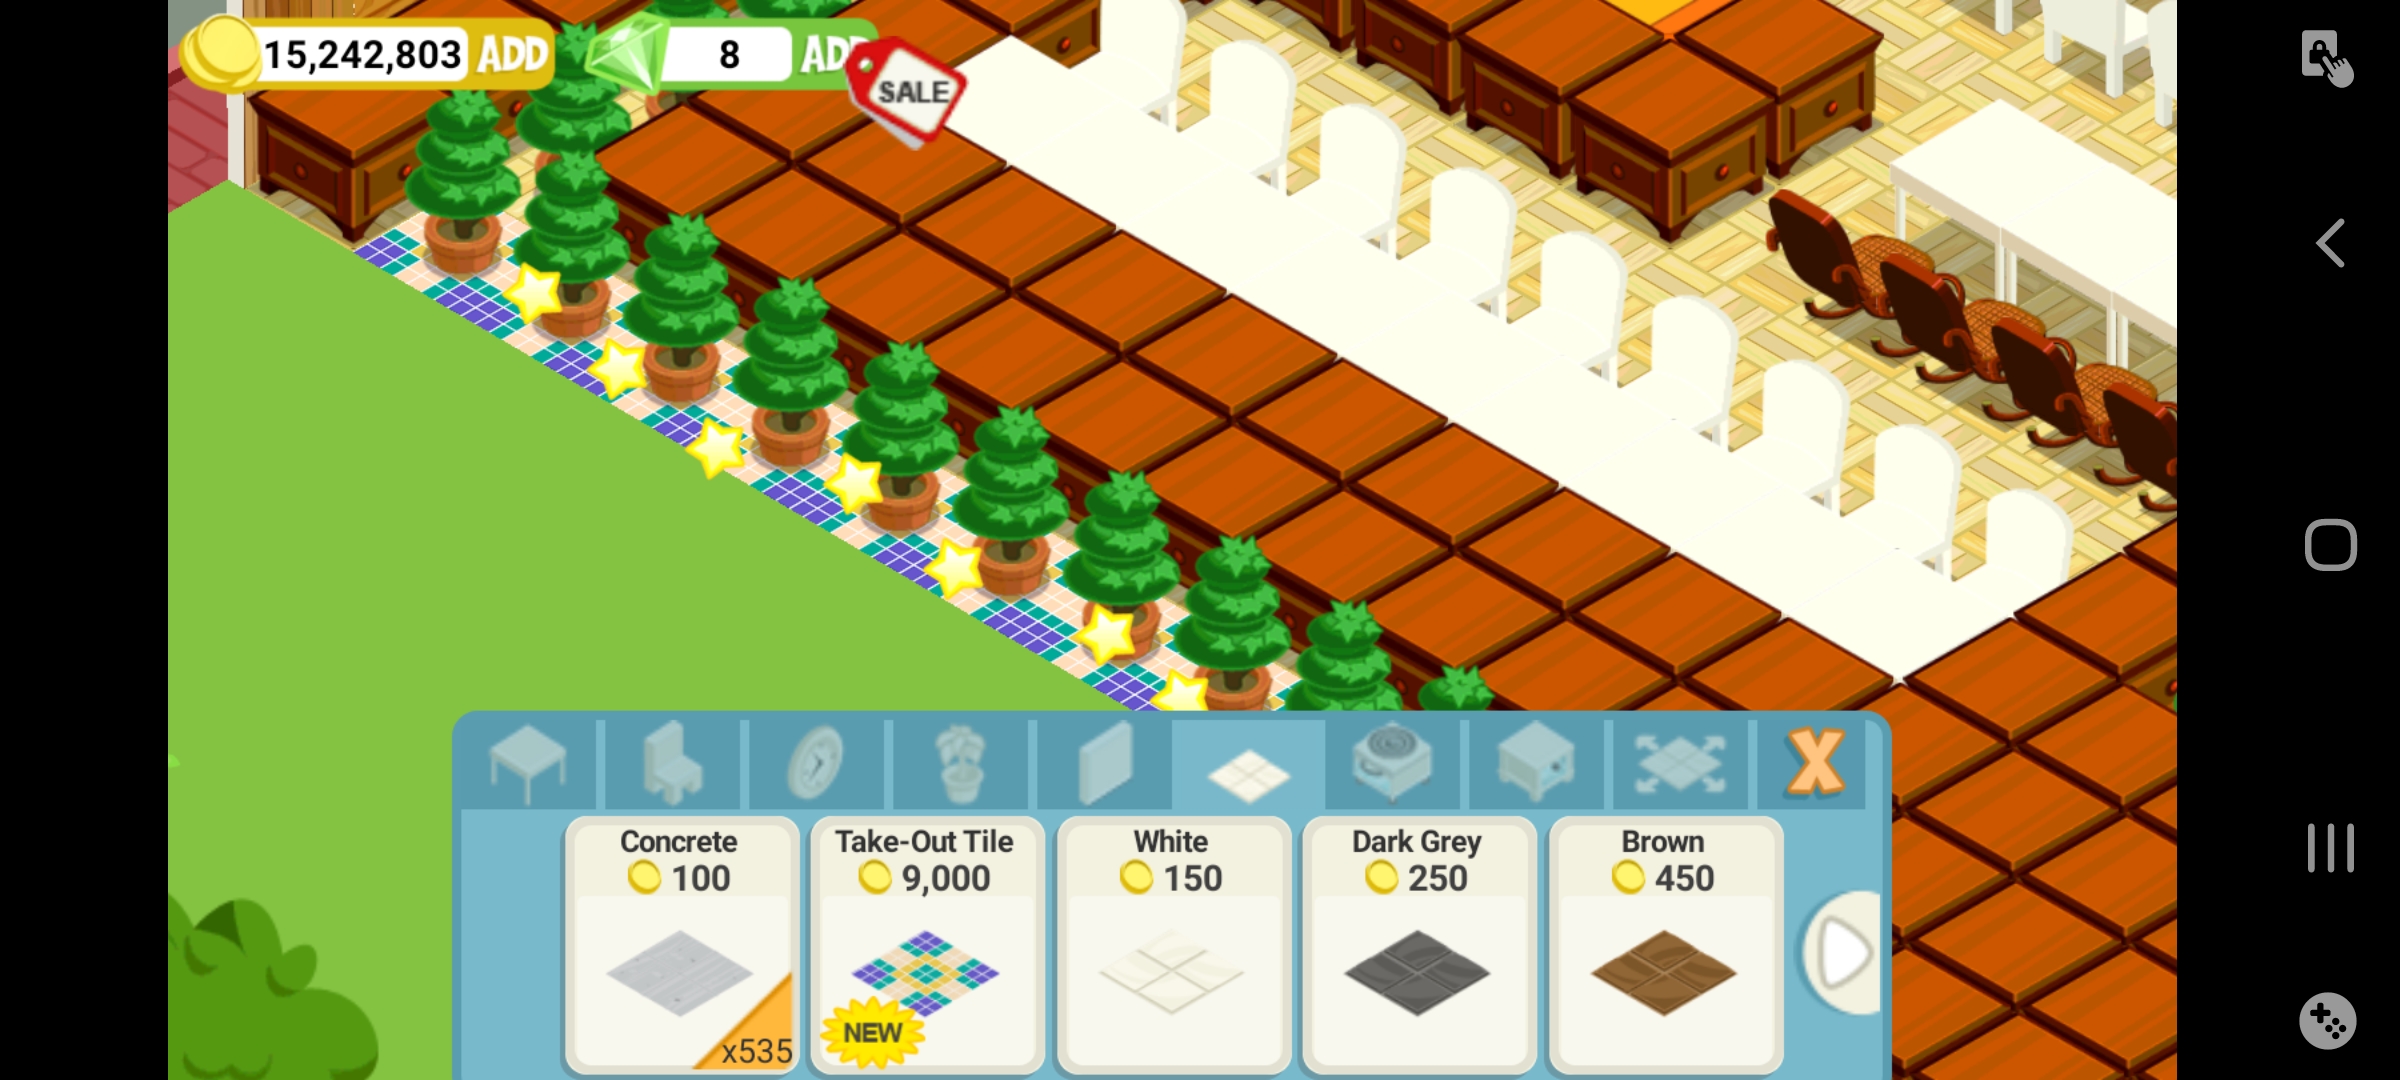 15,242,803 ADD
8 ADD
SALE
Concrete
100
x535
Take-Out Tile
9,000
NEW
White
150
Dark Grey
250
Brown
450
X